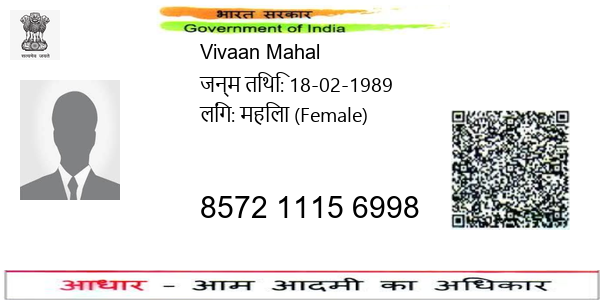 भारत सरकार
Government of India
सत्यमेव जयते
Vivaan Mahal
जन्म तिथि: 18-02-1989
लिंग: महिला (Female)
8572 1115 6998
आधार - आम आदमी का अधिकार